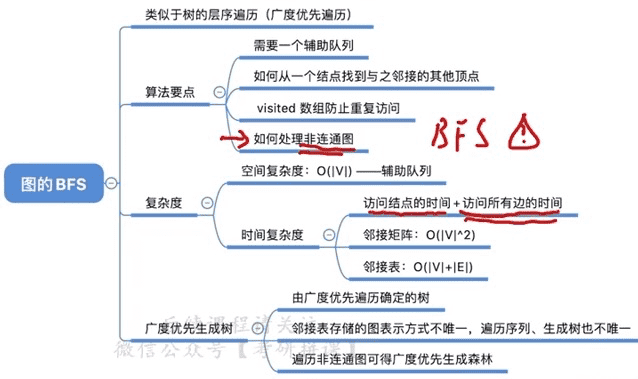 类似于树的层序遍历（广度优先遍历）
需要一个辅助队列
如何从一个结点找到与之邻接的其他顶点
算法要点
visited 数组防止重复访问
如何处理非连通图
BFS
图的BFS
空间复杂度：O(|V|) ——辅助队列
复杂度
访问结点的时间+访问所有边的时间
时间复杂度
邻接矩阵：O(|V|^2)
邻接表：O(|V|+|E|)
由广度优先遍历确定的树
广度优先生成树
邻接表存储的图表示方式不唯一，遍历序列、生成树也不唯一
遍历非连通图可得广度优先生成森林
微信公众号【考研拼课】